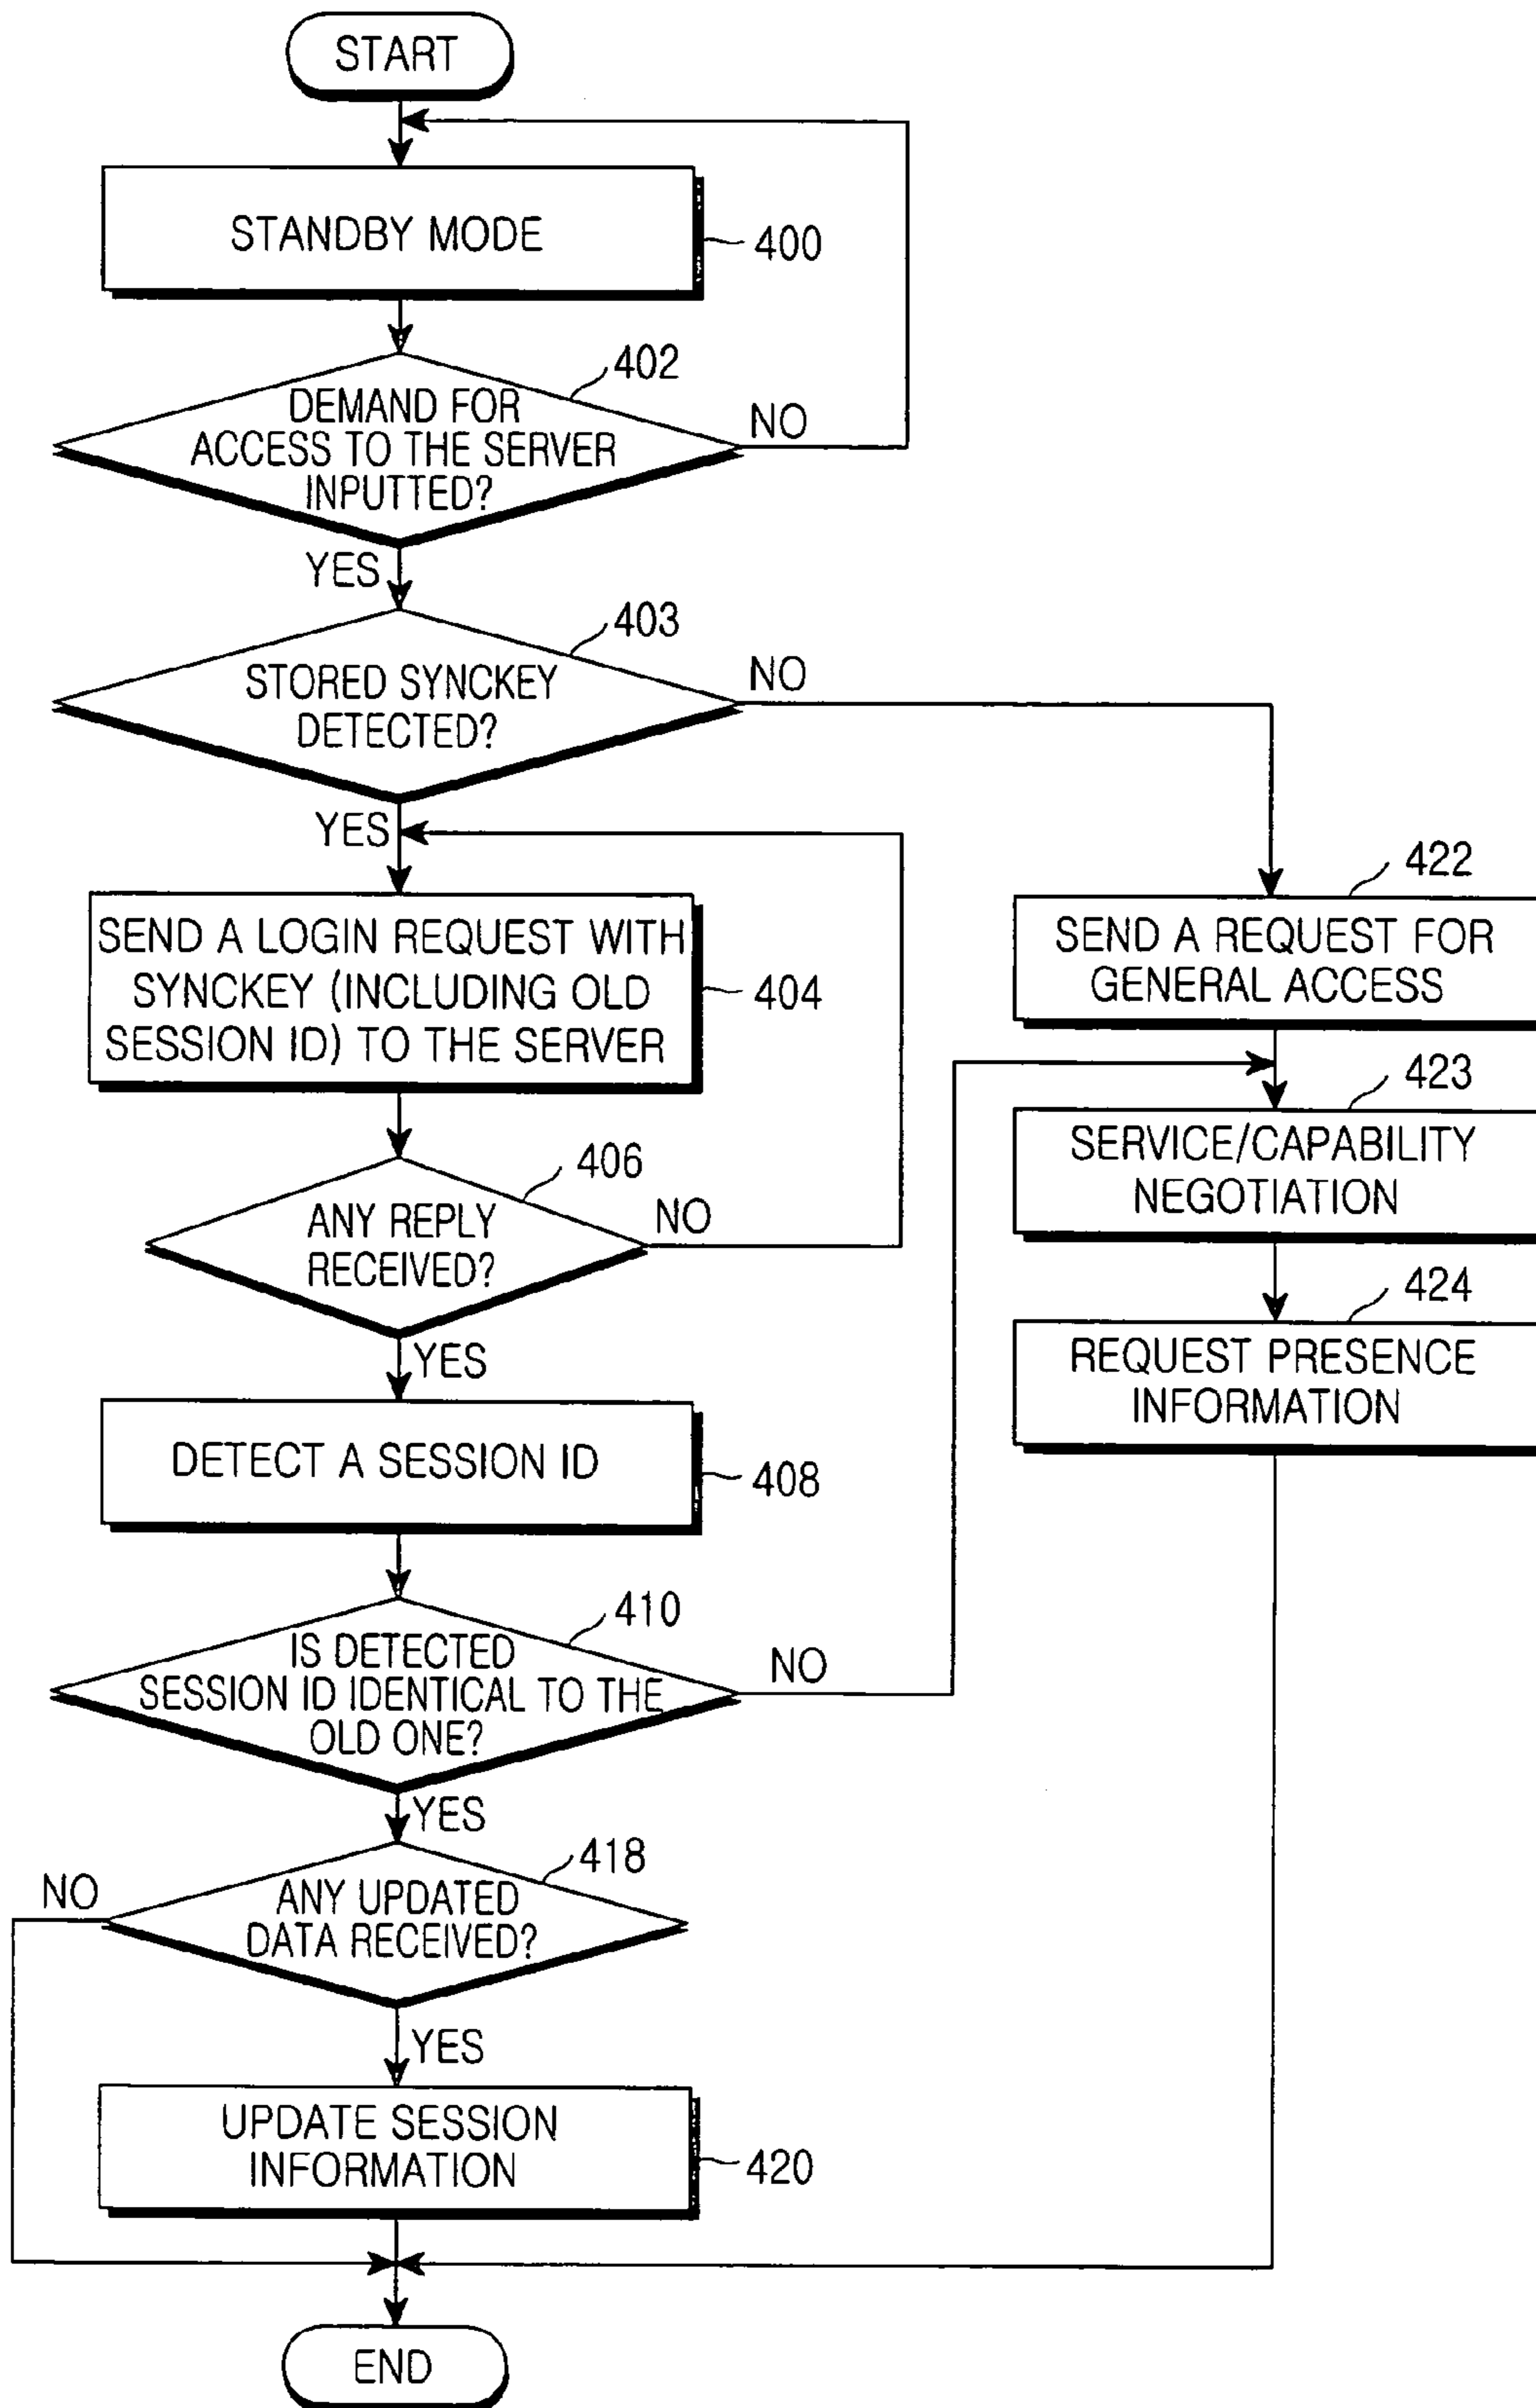 START
STANDBY MODE
400
402
DEMAND FOR
ACCESS TO THE SERVER
INPUTTED?
NO
YES
403
STORED SYNCKEY
DETECTED?
NO
YES
SEND A LOGIN REQUEST WITH
SYNCKEY (INCLUDING OLD
SESSION ID) TO THE SERVER
404
406
ANY REPLY
RECEIVED?
NO
YES
DETECT A SESSION ID
408
410
IS DETECTED
SESSION ID IDENTICAL TO THE
OLD ONE?
NO
YES
418
ANY UPDATED
DATA RECEIVED?
NO
YES
UPDATE SESSION
INFORMATION
420
422
SEND A REQUEST FOR
GENERAL ACCESS
423
SERVICE/CAPABILITY
NEGOTIATION
424
REQUEST PRESENCE
INFORMATION
END